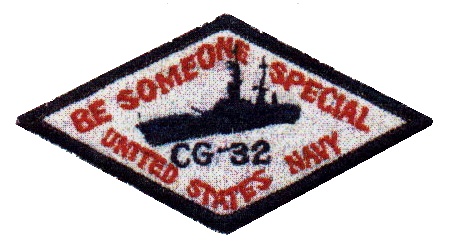 BE SOMEONE SPECIAL
CG-32
UNITED STATES NAVY